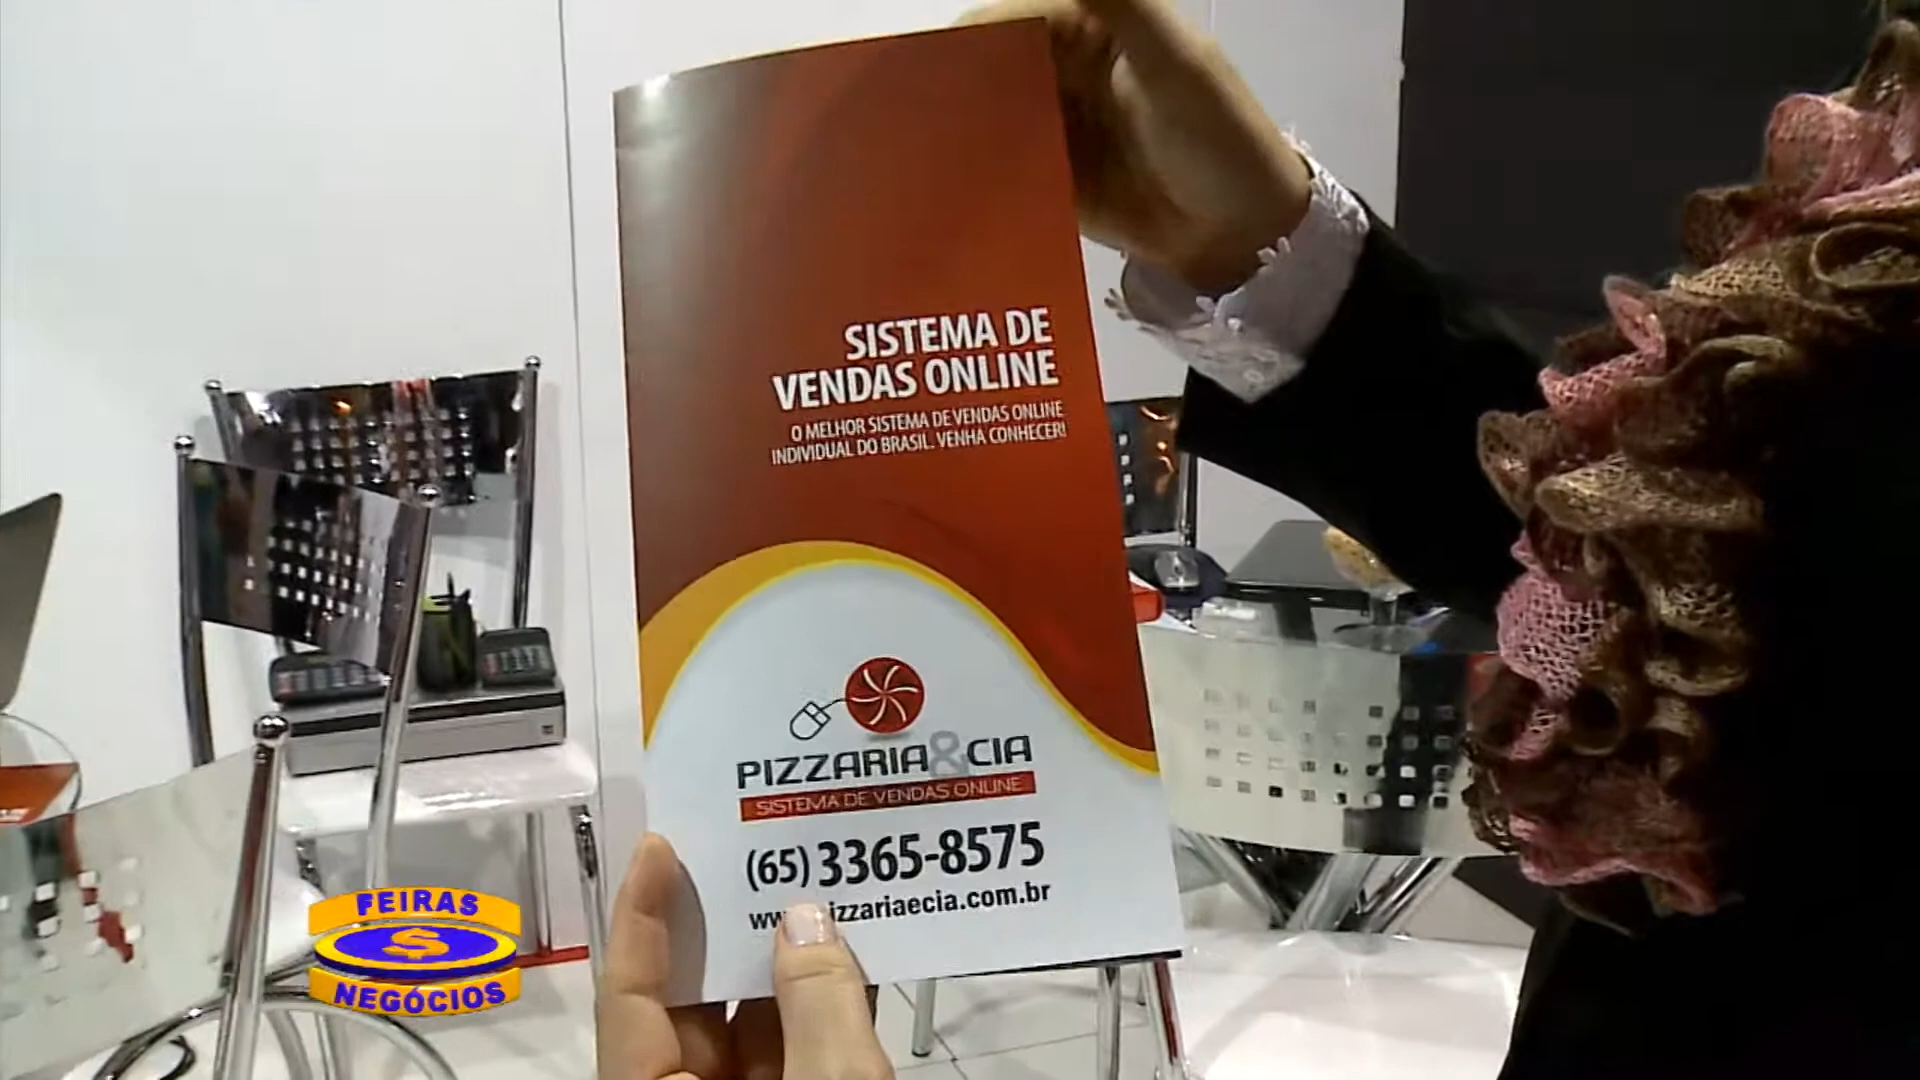 SISTEMA DE
VENDAS ONLINE
O MELHOR SISTEMA DE VENDAS ONLINE
INDIVIDUAL DO BRASIL. VENHA CONHECER!
PIZZARIA&CIA
SISTEMA DE VENDAS ONLINE
(65) 3365-8575
izzariaecia.com.br
FEIRAS
$
NEGÓCIOS